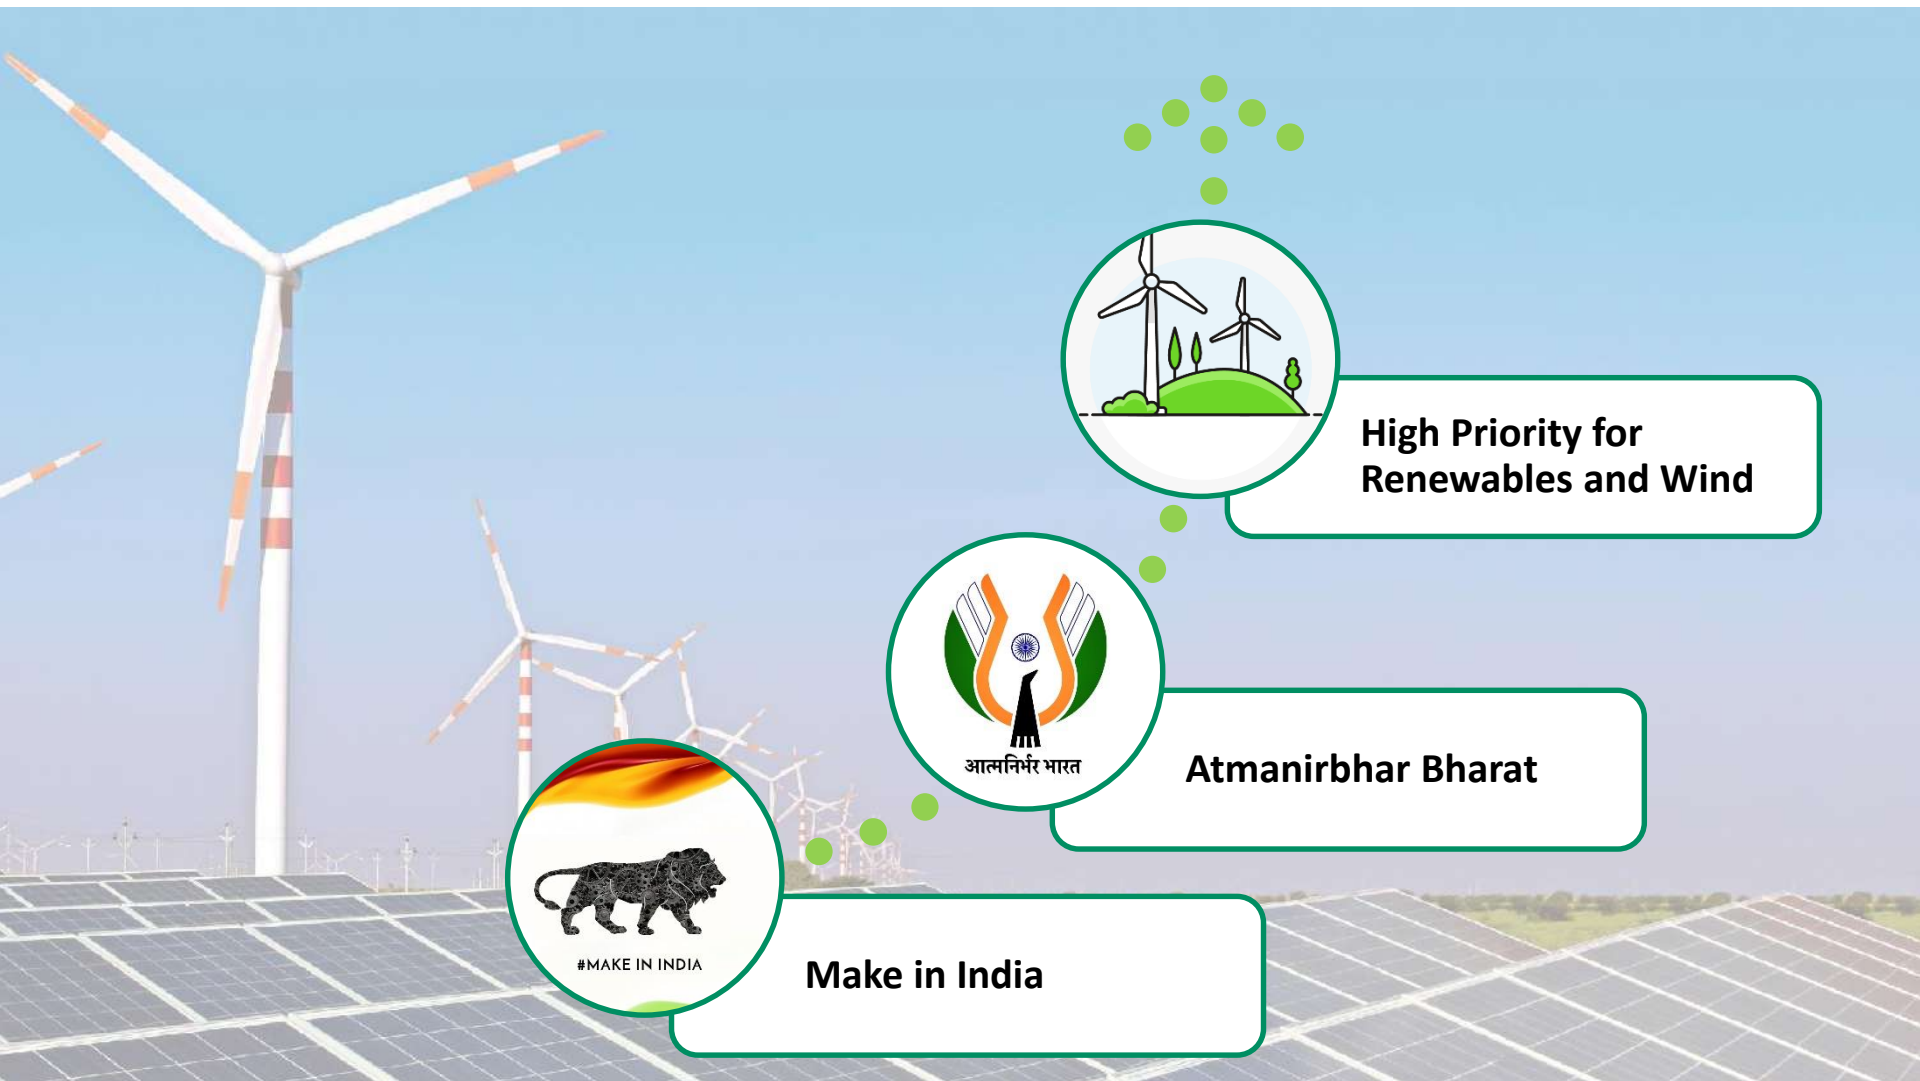 High Priority for
Renewables and Wind
आत्मनिर्भर भारत
Atmanirbhar Bharat
#MAKE IN INDIA
Make in India